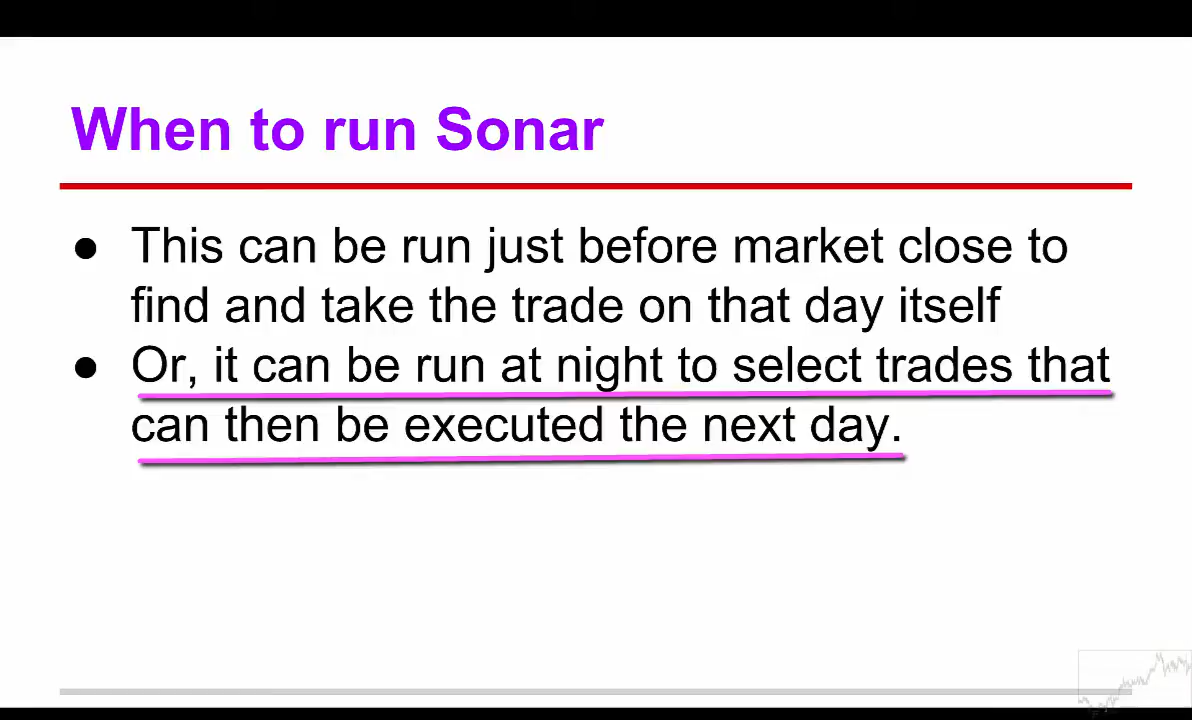 When to run Sonar
● This can be run just before market close to
find and take the trade on that day itself
● Or, it can be run at night to select trades that
can then be executed the next day.